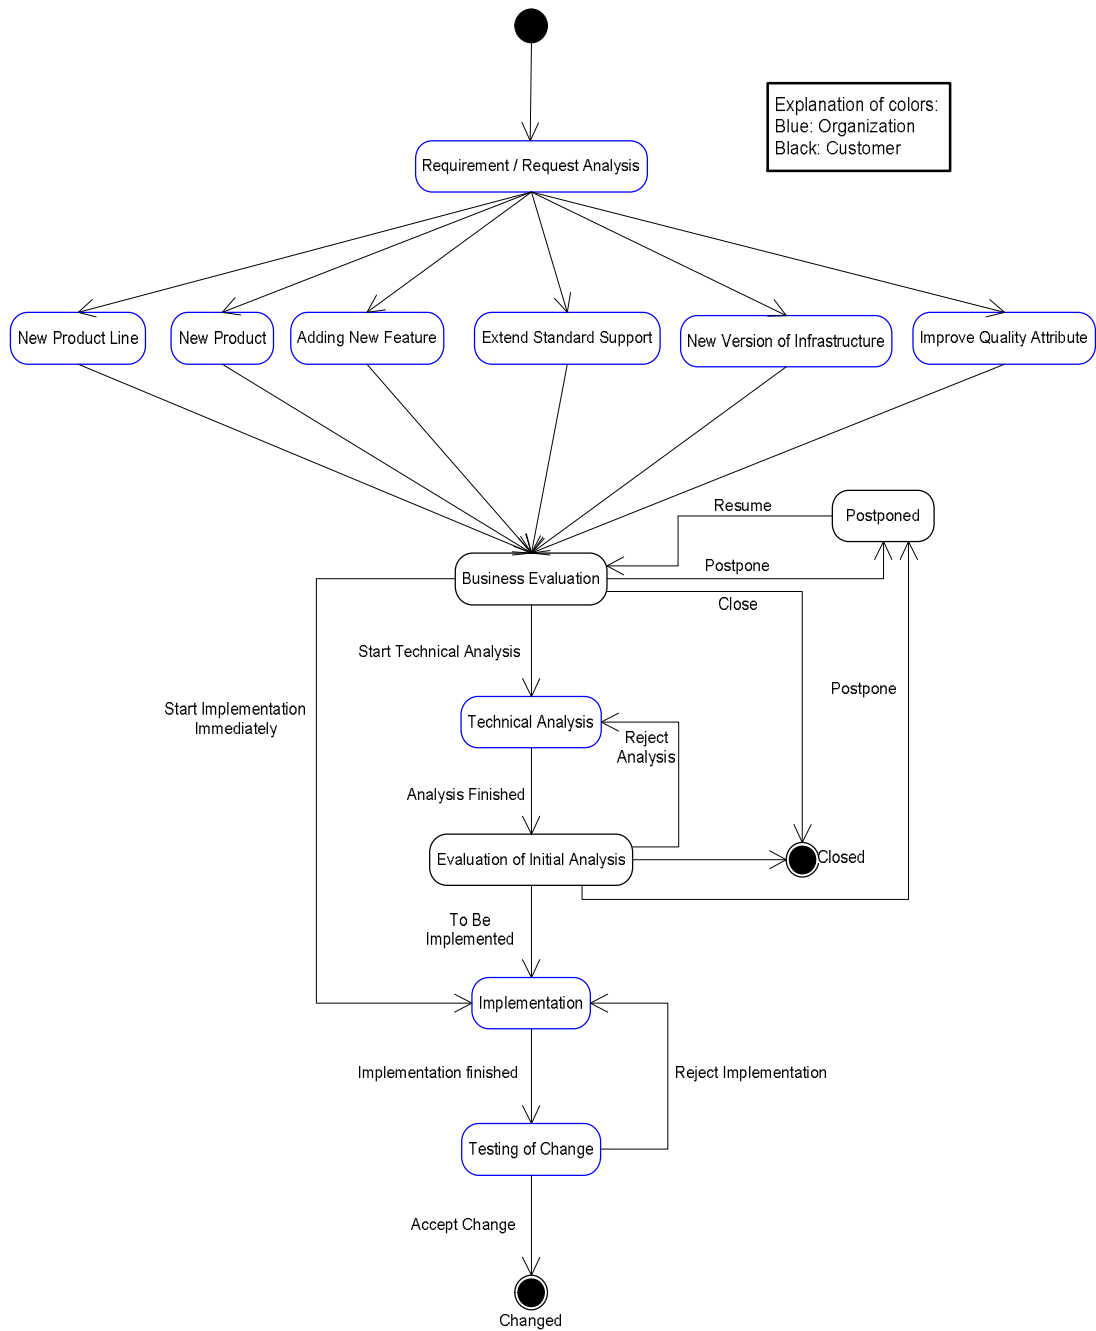 Explanation of colors:
Blue: Organization
Black: Customer
Requirement / Request Analysis
New Product Line
New Product
Adding New Feature
Extend Standard Support
New Version of Infrastructure
Improve Quality Attribute
Resume
Postponed
Postpone
Business Evaluation
Close
Start Technical Analysis
Postpone
Start Implementation
Immediately
Technical Analysis
Reject
Analysis
Analysis Finished
Evaluation of Initial Analysis
Closed
To Be
Implemented
Implementation
Implementation finished
Reject Implementation
Testing of Change
Accept Change
Changed